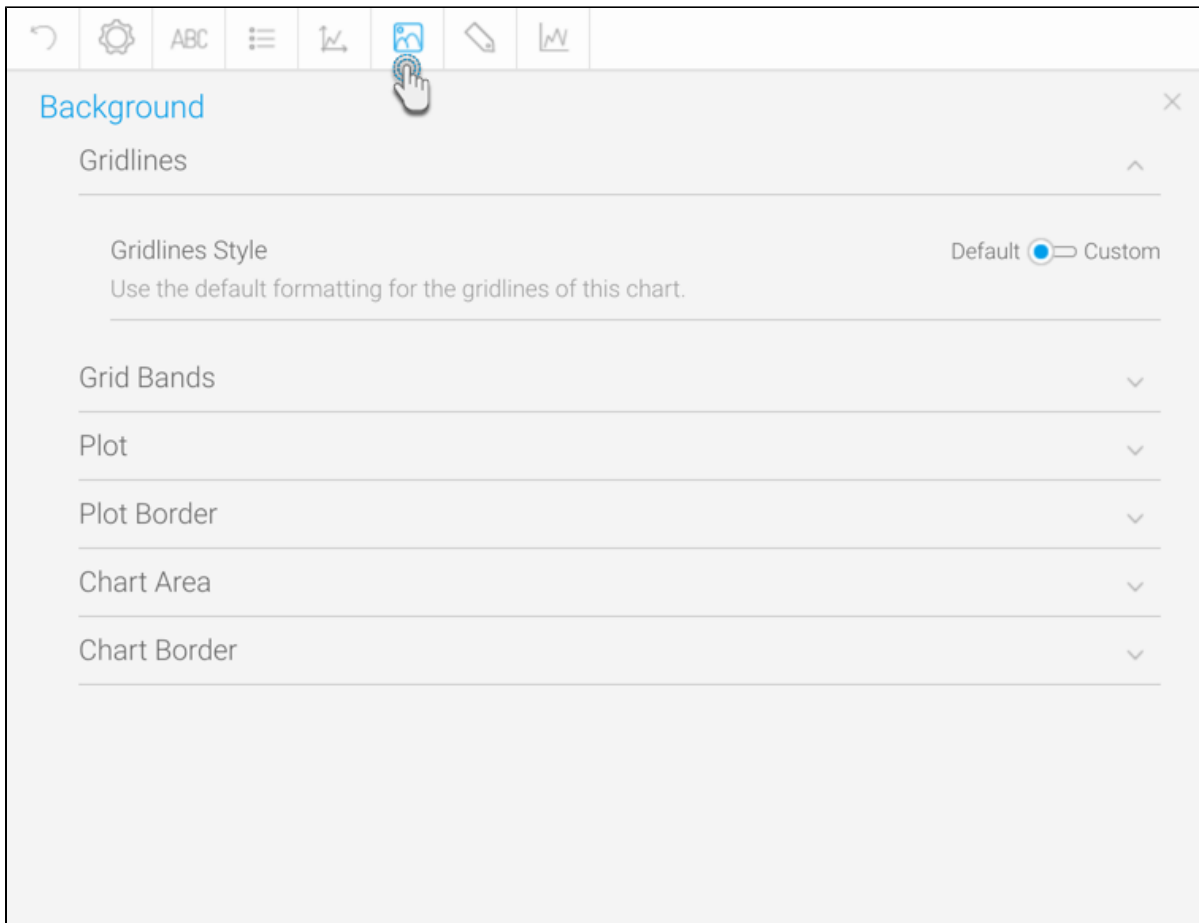 ABC
Background
Gridlines
Gridlines Style
Default Custom
Use the default formatting for the gridlines of this chart.
Grid Bands
Plot
Plot Border
Chart Area
Chart Border